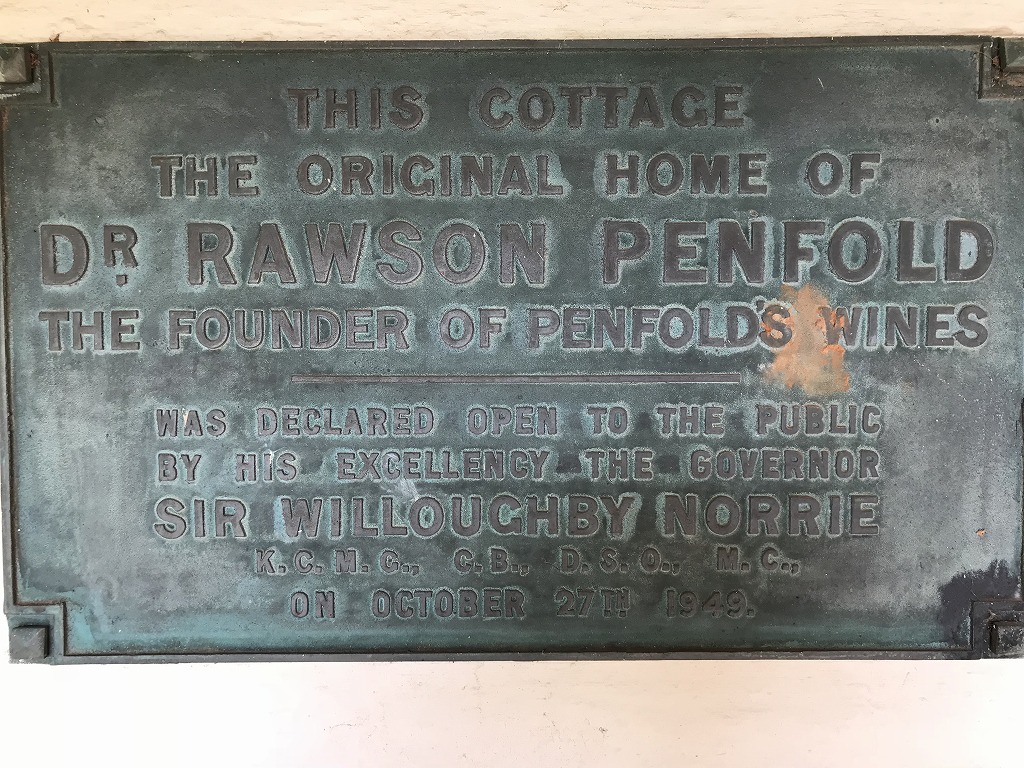 THIS COTTAGE
THE ORIGINAL HOME OF
DR. RAWSON PENFOLD
THE FOUNDER OF PENFOLD'S WINES
WAS DECLARED OPEN TO THE PUBLIC
BY HIS EXCELLENCY THE GOVERNOR
SIR WILLOUGHBY NORRIE
K.C.M.G., C.B., D.S.O., M.C.,
ON OCTOBER 27TH 1949.